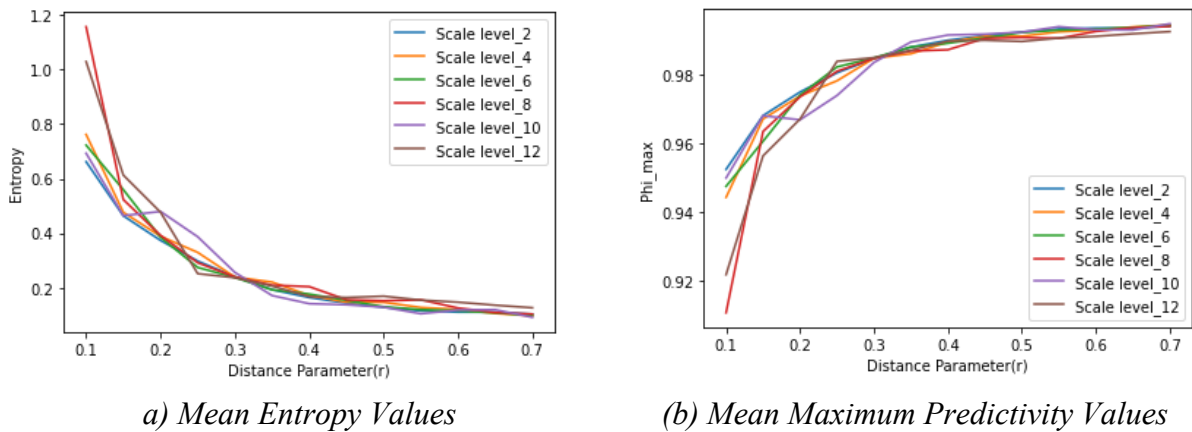 1.2
1.0
0.8
0.6
0.4
0.2
Entropy
0.1 0.2 0.3 0.4 0.5 0.6 0.7
Distance Parameter(r)
Scale level_2
Scale level_4
Scale level_6
Scale level_8
Scale level_10
Scale level_12
a) Mean Entropy Values
0.98
0.96
0.94
0.92
Phi_max
0.1 0.2 0.3 0.4 0.5 0.6 0.7
Distance Parameter(r)
Scale level_2
Scale level_4
Scale level_6
Scale level_8
Scale level_10
Scale level_12
(b) Mean Maximum Predictivity Values